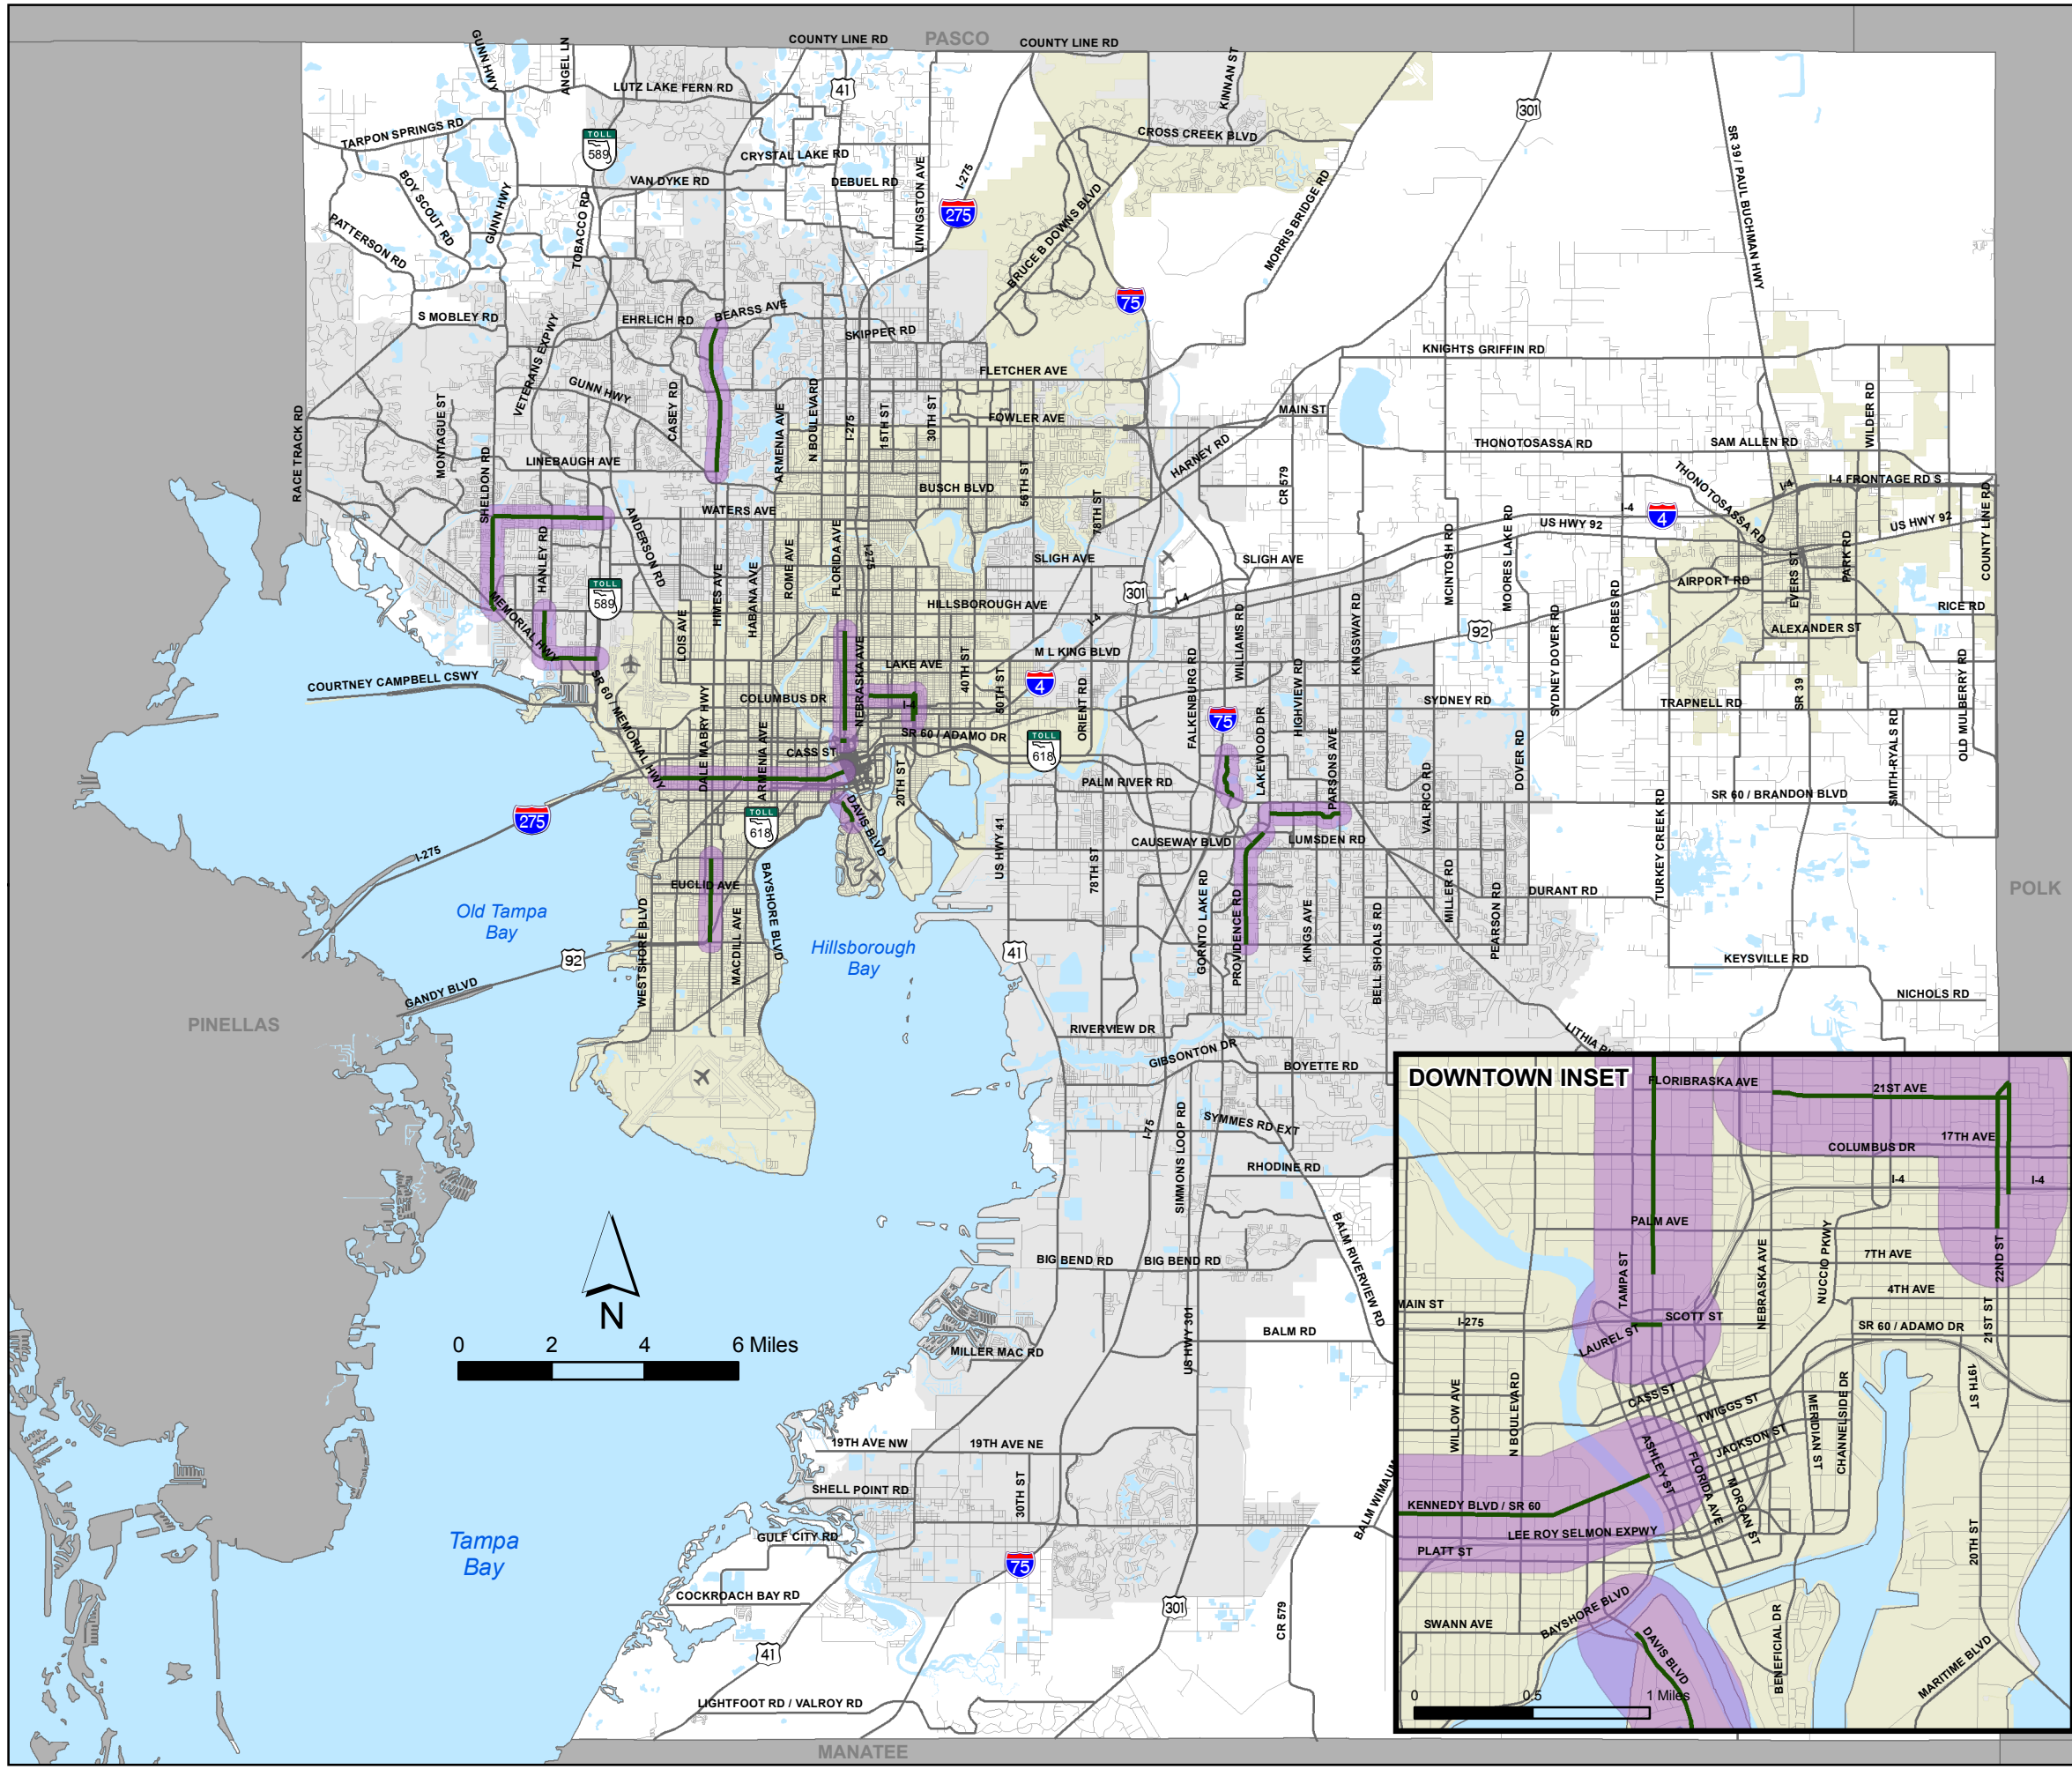 PASCO
COUNTY LINE RD
COUNTY LINE RD
GUNN HWY
ANGEL LN
LUTZ LAKE FERN RD
41
KINNAN ST
301
TARPON SPRINGS RD
TOLL
589
CROSS CREEK BLVD
SR 39 / PAUL BUCHMAN HWY
CRYSTAL LAKE RD
VAN DYKE RD
DEBUEL RD
LIVINGSTON AVE
I-275
275
BOY SCOUT RD
GUNN HWY
TOBACCO RD
PATTERSON RD
BRUCE B DOWNS BLVD
MORRIS BRIDGE RD
75
S MOBLEY RD
EHRLICH RD
BEARSS AVE
SKIPPER RD
VETERANS EXPWY
KNIGHTS GRIFFIN RD
FLETCHER AVE
GUNN HWY
CASEY RD
MONTAGUE ST
RACE TRACK RD
ARMENIA AVE
N BOULEVARD
I-275
15TH ST
30TH ST
FOWLER AVE
MAIN ST
WILDER RD
HARNEY RD
THONOTOSASSA RD
SAM ALLEN RD
SHELDON RD
LINEBAUGH AVE
BUSCH BLVD
56TH ST
78TH ST
CR 579
THONOTOSASSA RD
I-4
I-4 FRONTAGE RD S
WATERS AVE
ANDERSON RD
HANLEY RD
FLORIDA AVE
I-275
MCINTOSH RD
MOORES LAKE RD
US HWY 92
I-4
4
US HWY 92
COUNTY LINE RD
SLIGH AVE
SLIGH AVE
ROME AVE
HABANA AVE
HIMES AVE
LOIS AVE
PARK RD
EVERS ST
AIRPORT RD
TOLL
589
MEMORIAL HWY
HILLSBOROUGH AVE
301
I-4
I-4
WILLIAMS RD
KINGSWAY RD
92
SYDNEY DOVER RD
FORBES RD
RICE RD
ALEXANDER ST
COURTNEY CAMPBELL CSWY
SR 60 / MEMORIAL HWY
LAKE AVE
M L KING BLVD
NEBRASKA AVE
40TH ST
50TH ST
4
ORIENT RD
COLUMBUS DR
I-4
FALKENBURG RD
75
HIGHVIEW RD
SYDNEY RD
TRAPNELL RD
SR 39
OLD MULBERRY RD
SMITH-RYALS RD
DALE MABRY HWY
ARMENIA AVE
CASS ST
SR 60 / ADAMO DR
TOLL
618
LAKEWOOD DR
PARSONS AVE
DOVER RD
VALRICO RD
20TH ST
PALM RIVER RD
SR 60 / BRANDON BLVD
275
I-275
TOLL
618
DAVIS BLVD
US HWY 41
78TH ST
CAUSEWAY BLVD
LUMSDEN RD
TURKEY CREEK RD
EUCLID AVE
BAYSHORE BLVD
MACDILL AVE
WESTSHORE BLVD
GORNTO LAKE RD
PROVIDENCE RD
KINGS AVE
BELL SHOALS RD
MILLER RD
PEARSON RD
DURANT RD
POLK
Old Tampa
Bay
Hillsborough
Bay
92
GANDY BLVD
41
KEYSVILLE RD
NICHOLS RD
PINELLAS
RIVERVIEW DR
GIBSONTON DR
BOYETTE RD
I-75
SIMMONS LOOP RD
SYMMES RD EXT
RHODINE RD
BIG BEND RD
BIG BEND RD
BALM RIVERVIEW RD
N
0 2 4 6 Miles
MILLER MAC RD
US HWY 301
BALM RD
19TH AVE NW
19TH AVE NE
SHELL POINT RD
30TH ST
GULF CITY RD
Tampa
Bay
75
COCKROACH BAY RD
301
CR 579
41
LIGHTFOOT RD / VALROY RD
MANATEE
DOWNTOWN INSET
FLORIBRASKA AVE
21ST AVE
17TH AVE
COLUMBUS DR
I-4
I-4
PALM AVE
7TH AVE
TAMPA ST
NEBRASKA AVE
NUCCIO PKWY
22ND ST
4TH AVE
MAIN ST
I-275
SCOTT ST
LAUREL ST
SR 60 / ADAMO DR
21ST ST
19TH ST
WILLOW AVE
N BOULEVARD
CASS ST
TWIGGS ST
JACKSON ST
MERIDIAN ST
CHANNELSIDE DR
ASHLEY ST
FLORIDA AVE
MORGAN ST
KENNEDY BLVD / SR 60
LEE ROY SELMON EXPWY
PLATT ST
20TH ST
SWANN AVE
BAYSHORE BLVD
DAVIS BLVD
BENEFICIAL DR
MARITIME BLVD
0 0.5 1 Miles